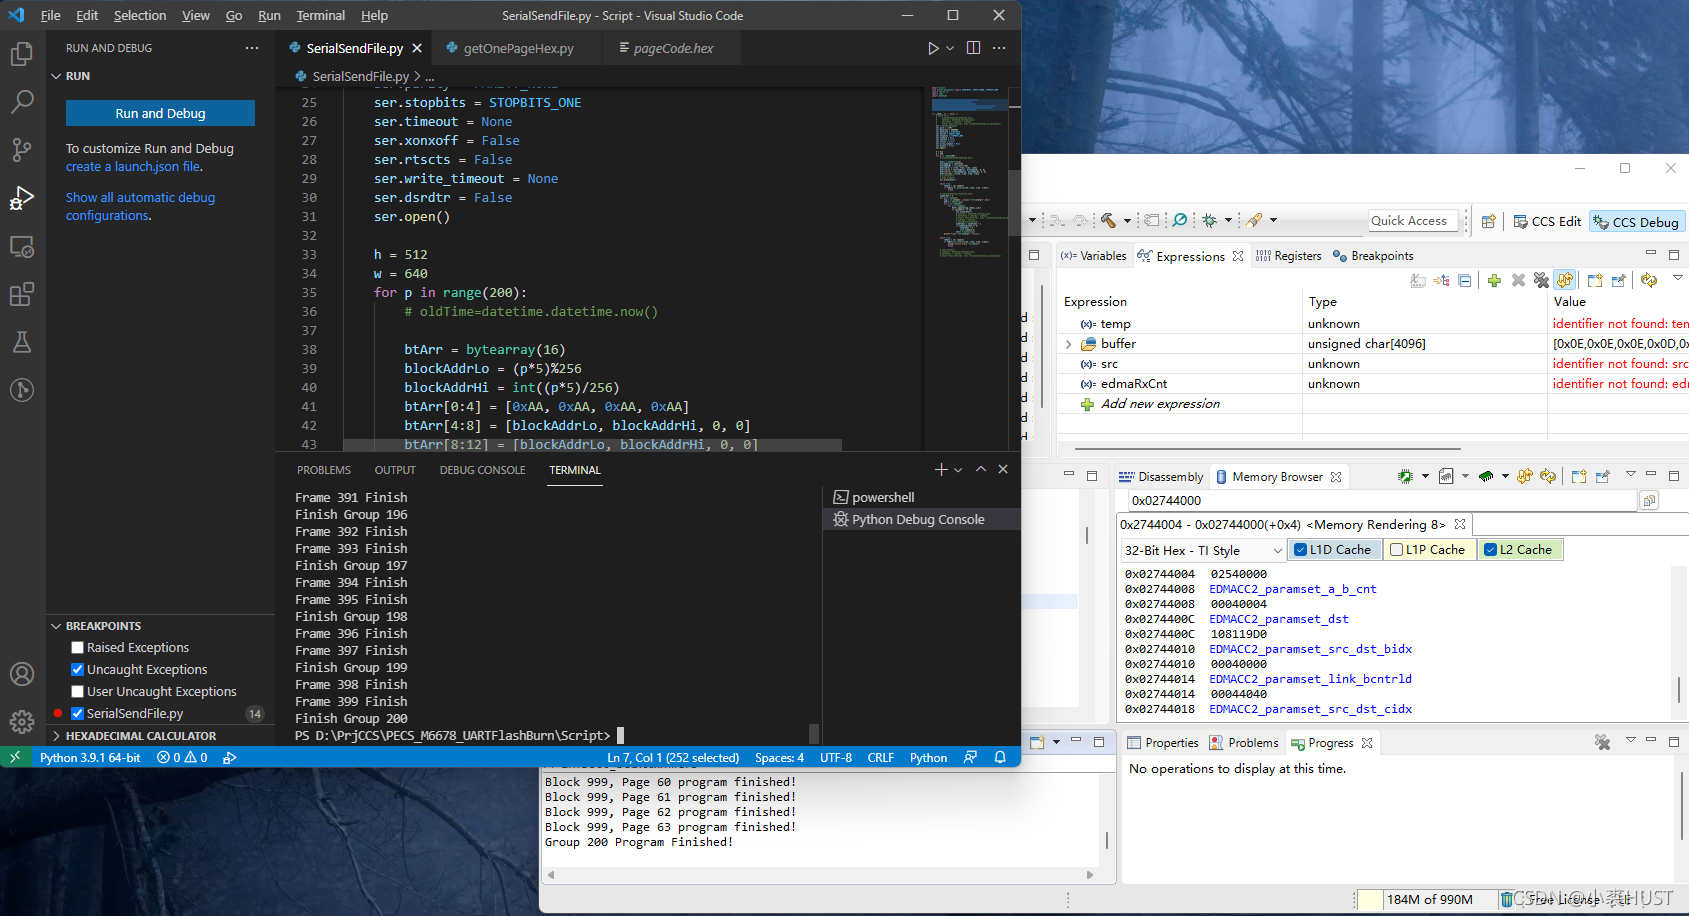 File Edit Selection View Go Run Terminal Help
SerialSendFile.py - Script - Visual Studio Code
RUN AND DEBUG
RUN
Run and Debug
To customize Run and Debug
create a launch.json file.
Show all automatic debug
configurations.
BREAKPOINTS
Raised Exceptions
Uncaught Exceptions
User Uncaught Exceptions
SerialSendFile.py 14
HEXADECIMAL CALCULATOR
SerialSendFile.py
getOnePageHex.py
pageCode.hex
SerialSendFile.py > ...
25 ser.stopbits = STOPBITS_ONE
26 ser.timeout = None
27 ser.xonxoff = False
28 ser.rtscts = False
29 ser.write_timeout = None
30 ser.dsrdtr = False
31 ser.open()
32
33 h = 512
34 w = 640
35 for p in range(200):
36 # oldTime=datetime.datetime.now()
37
38 btArr = bytearray(16)
39 blockAddrLo = (p*5)%256
40 blockAddrHi = int((p*5)/256)
41 btArr[0:4] = [0xAA, 0xAA, 0xAA, 0xAA]
42 btArr[4:8] = [blockAddrLo, blockAddrHi, 0, 0]
43 btArr[8:12] = [blockAddrLo, blockAddrHi, 0, 0]
PROBLEMS OUTPUT DEBUG CONSOLE TERMINAL
Frame 391 Finish
Finish Group 196
Frame 392 Finish
Frame 393 Finish
Finish Group 197
Frame 394 Finish
Frame 395 Finish
Finish Group 198
Frame 396 Finish
Frame 397 Finish
Finish Group 199
Frame 398 Finish
Frame 399 Finish
Finish Group 200
PS D:\PrjCCS\PECS_M6678_UARTFlashBurn\Script>
powershell
Python Debug Console
Python 3.9.1 64-bit 0 0
Ln 7, Col 1 (252 selected) Spaces: 4 UTF-8 CRLF Python
Quick Access
CCS Edit
CCS Debug
(x)= Variables
Expressions
Registers
Breakpoints
Expression Type Value
(x)= temp unknown identifier not found: ten
buffer unsigned char[4096] [0x0E,0x0E,0x0E,0x0D,0x
(x)= src unknown identifier not found: src
(x)= edmaRxCnt unknown identifier not found: edr
Add new expression
Disassembly
Memory Browser
0x02744000
0x2744004 - 0x02744000(+0x4) <Memory Rendering 8>
32-Bit Hex - TI Style
L1D Cache
L1P Cache
L2 Cache
0x02744004 02540000
0x02744008 EDMACC2_paramset_a_b_cnt
0x02744008 00040004
0x0274400C EDMACC2_paramset_dst
0x0274400C 108119D0
0x02744010 EDMACC2_paramset_src_dst_bidx
0x02744010 00040000
0x02744014 EDMACC2_paramset_link_bcntrld
0x02744014 00044040
0x02744018 EDMACC2_paramset_src_dst_cidx
Properties
Problems
Progress
No operations to display at this time.
Block 999, Page 60 program finished!
Block 999, Page 61 program finished!
Block 999, Page 62 program finished!
Block 999, Page 63 program finished!
Group 200 Program Finished!
184M of 990M
Free License